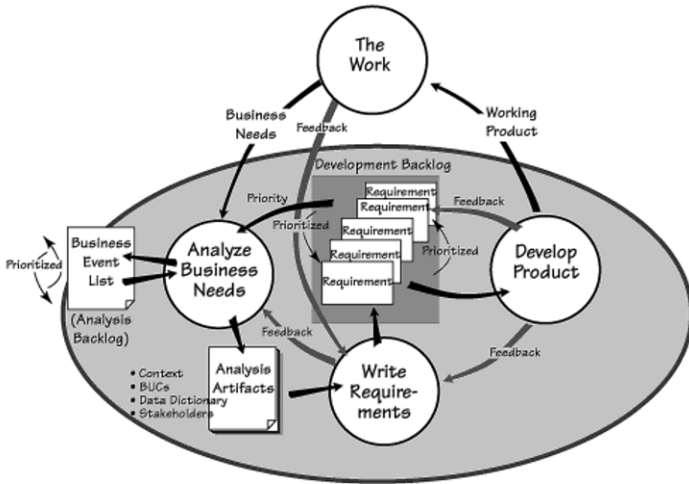 The
Work
Business
Needs
Feedback
Working
Product
Development Backlog
Priority
Requirement
Requirement
Requirement
Requirement
Requirement
Prioritized
Prioritized
Feedback
Prioritized
Business
Event
List
(Analysis
Backlog)
Analyze
Business
Needs
Develop
Product
Feedback
Feedback
• Context
• BUCs
• Data Dictionary
• Stakeholders
Analysis
Artifacts
Write
Require-
ments